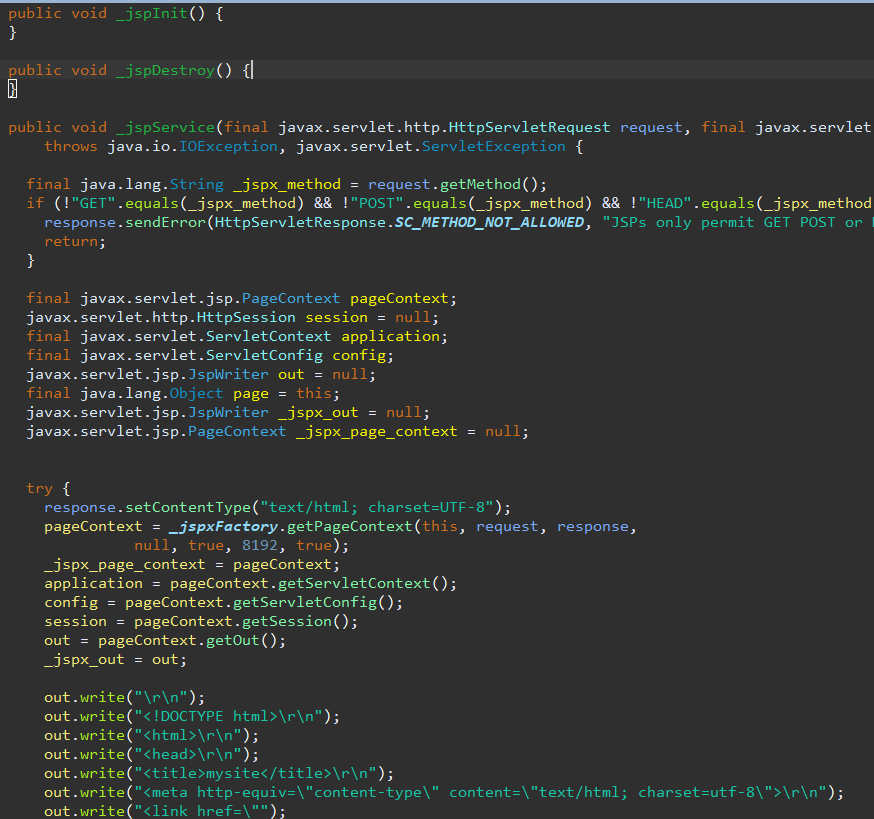 public void _jspInit() {
}
public void _jspDestroy() {
}
public void _jspService(final javax.servlet.http.HttpServletRequest request, final javax.servlet
throws java.io.IOException, javax.servlet.ServletException {
final java.lang.String _jspx_method = request.getMethod();
if (!"GET".equals(_jspx_method) && !"POST".equals(_jspx_method) && !"HEAD".equals(_jspx_method
response.sendError(HttpServletResponse.SC_METHOD_NOT_ALLOWED, "JSPs only permit GET POST or
return;
}
final javax.servlet.jsp.PageContext pageContext;
javax.servlet.http.HttpSession session = null;
final javax.servlet.ServletContext application;
final javax.servlet.ServletConfig config;
javax.servlet.jsp.JspWriter out = null;
final java.lang.Object page = this;
javax.servlet.jsp.JspWriter _jspx_out = null;
javax.servlet.jsp.PageContext _jspx_page_context = null;
try {
response.setContentType("text/html; charset=UTF-8");
pageContext = _jspxFactory.getPageContext(this, request, response,
null, true, 8192, true);
_jspx_page_context = pageContext;
application = pageContext.getServletContext();
config = pageContext.getServletConfig();
session = pageContext.getSession();
out = pageContext.getOut();
_jspx_out = out;
out.write("\r\n");
out.write("<!DOCTYPE html>\r\n");
out.write("<html>\r\n");
out.write("<head>\r\n");
out.write("<title>mysite</title>\r\n");
out.write("<meta http-equiv=\"content-type\" content=\"text/html; charset=utf-8\">\r\n");
out.write("<link href=\"");